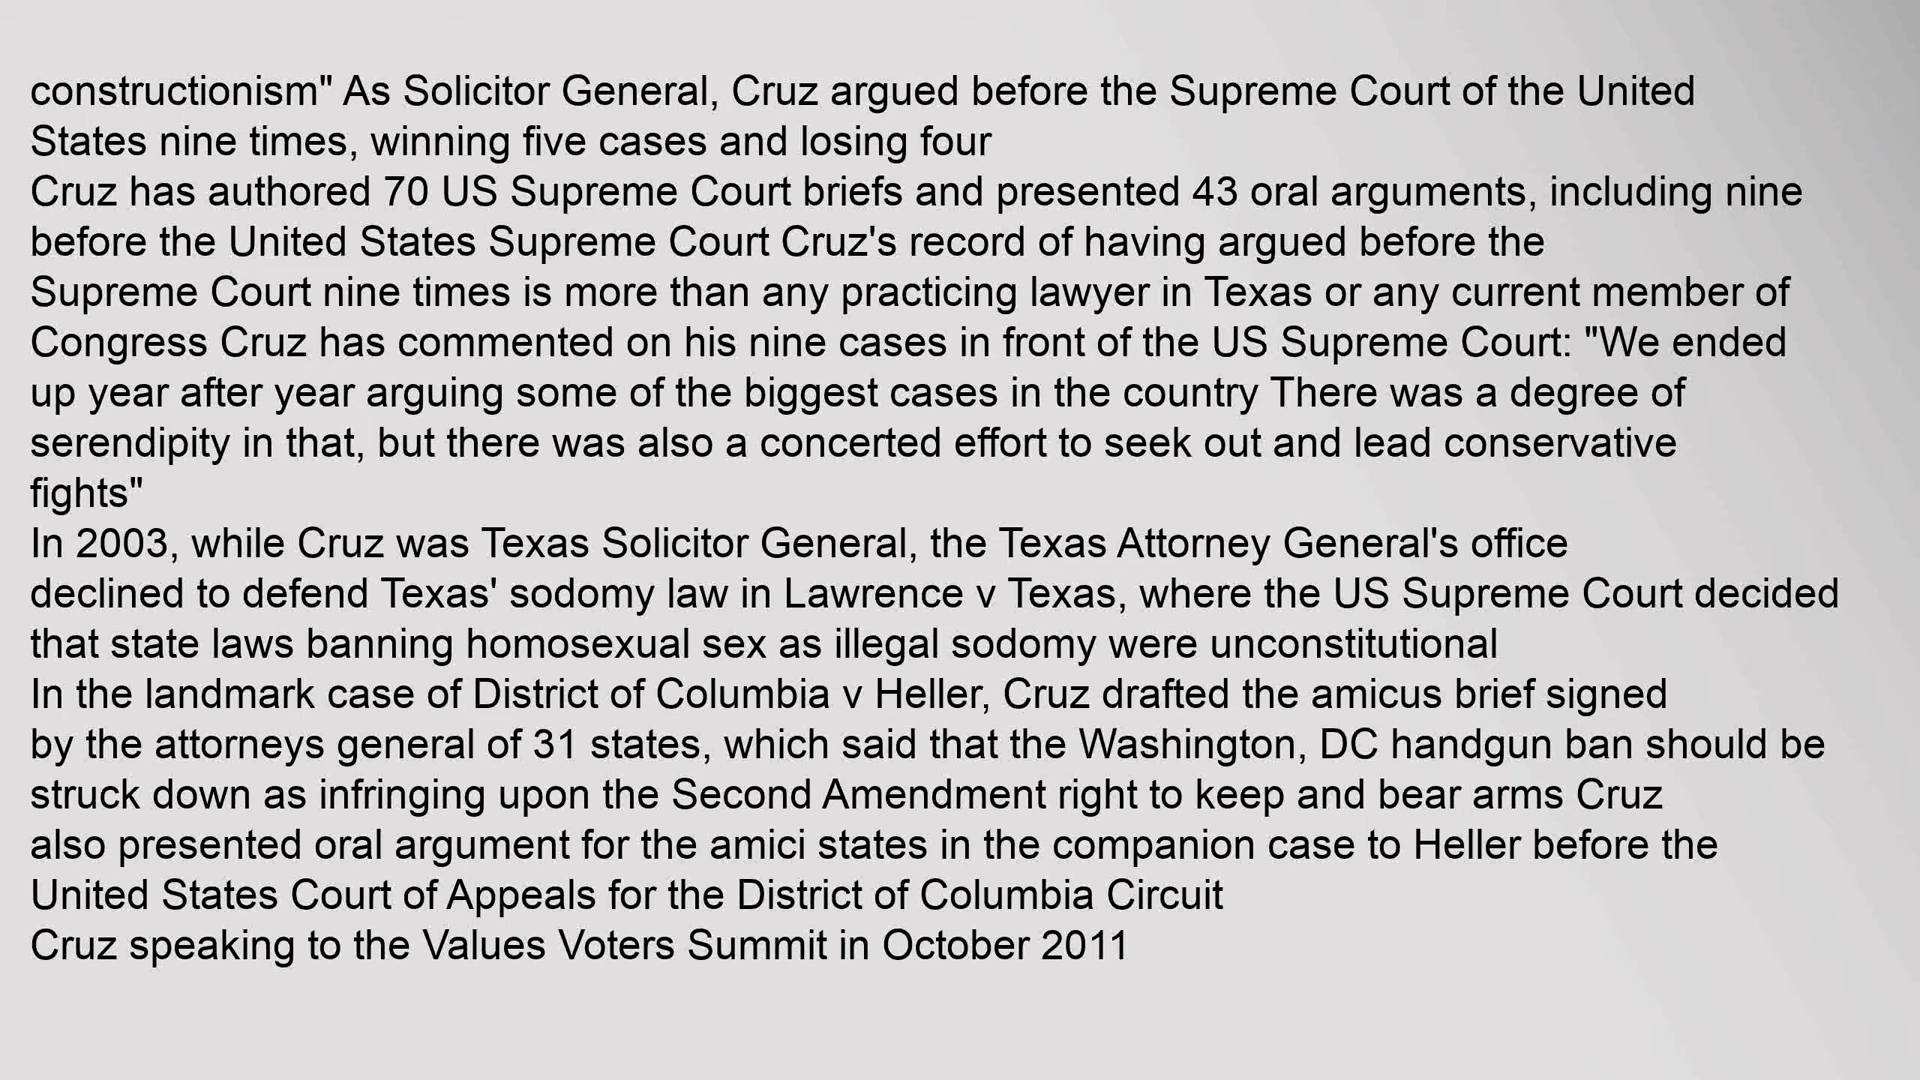 constructionism" As Solicitor General, Cruz argued before the Supreme Court of the United
States nine times, winning five cases and losing four
Cruz has authored 70 US Supreme Court briefs and presented 43 oral arguments, including nine
before the United States Supreme Court Cruz's record of having argued before the
Supreme Court nine times is more than any practicing lawyer in Texas or any current member of
Congress Cruz has commented on his nine cases in front of the US Supreme Court: "We ended
up year after year arguing some of the biggest cases in the country There was a degree of
serendipity in that, but there was also a concerted effort to seek out and lead conservative
fights"
In 2003, while Cruz was Texas Solicitor General, the Texas Attorney General's office
declined to defend Texas' sodomy law in Lawrence v Texas, where the US Supreme Court decided
that state laws banning homosexual sex as illegal sodomy were unconstitutional
In the landmark case of District of Columbia v Heller, Cruz drafted the amicus brief signed
by the attorneys general of 31 states, which said that the Washington, DC handgun ban should be
struck down as infringing upon the Second Amendment right to keep and bear arms Cruz
also presented oral argument for the amici states in the companion case to Heller before the
United States Court of Appeals for the District of Columbia Circuit
Cruz speaking to the Values Voters Summit in October 2011